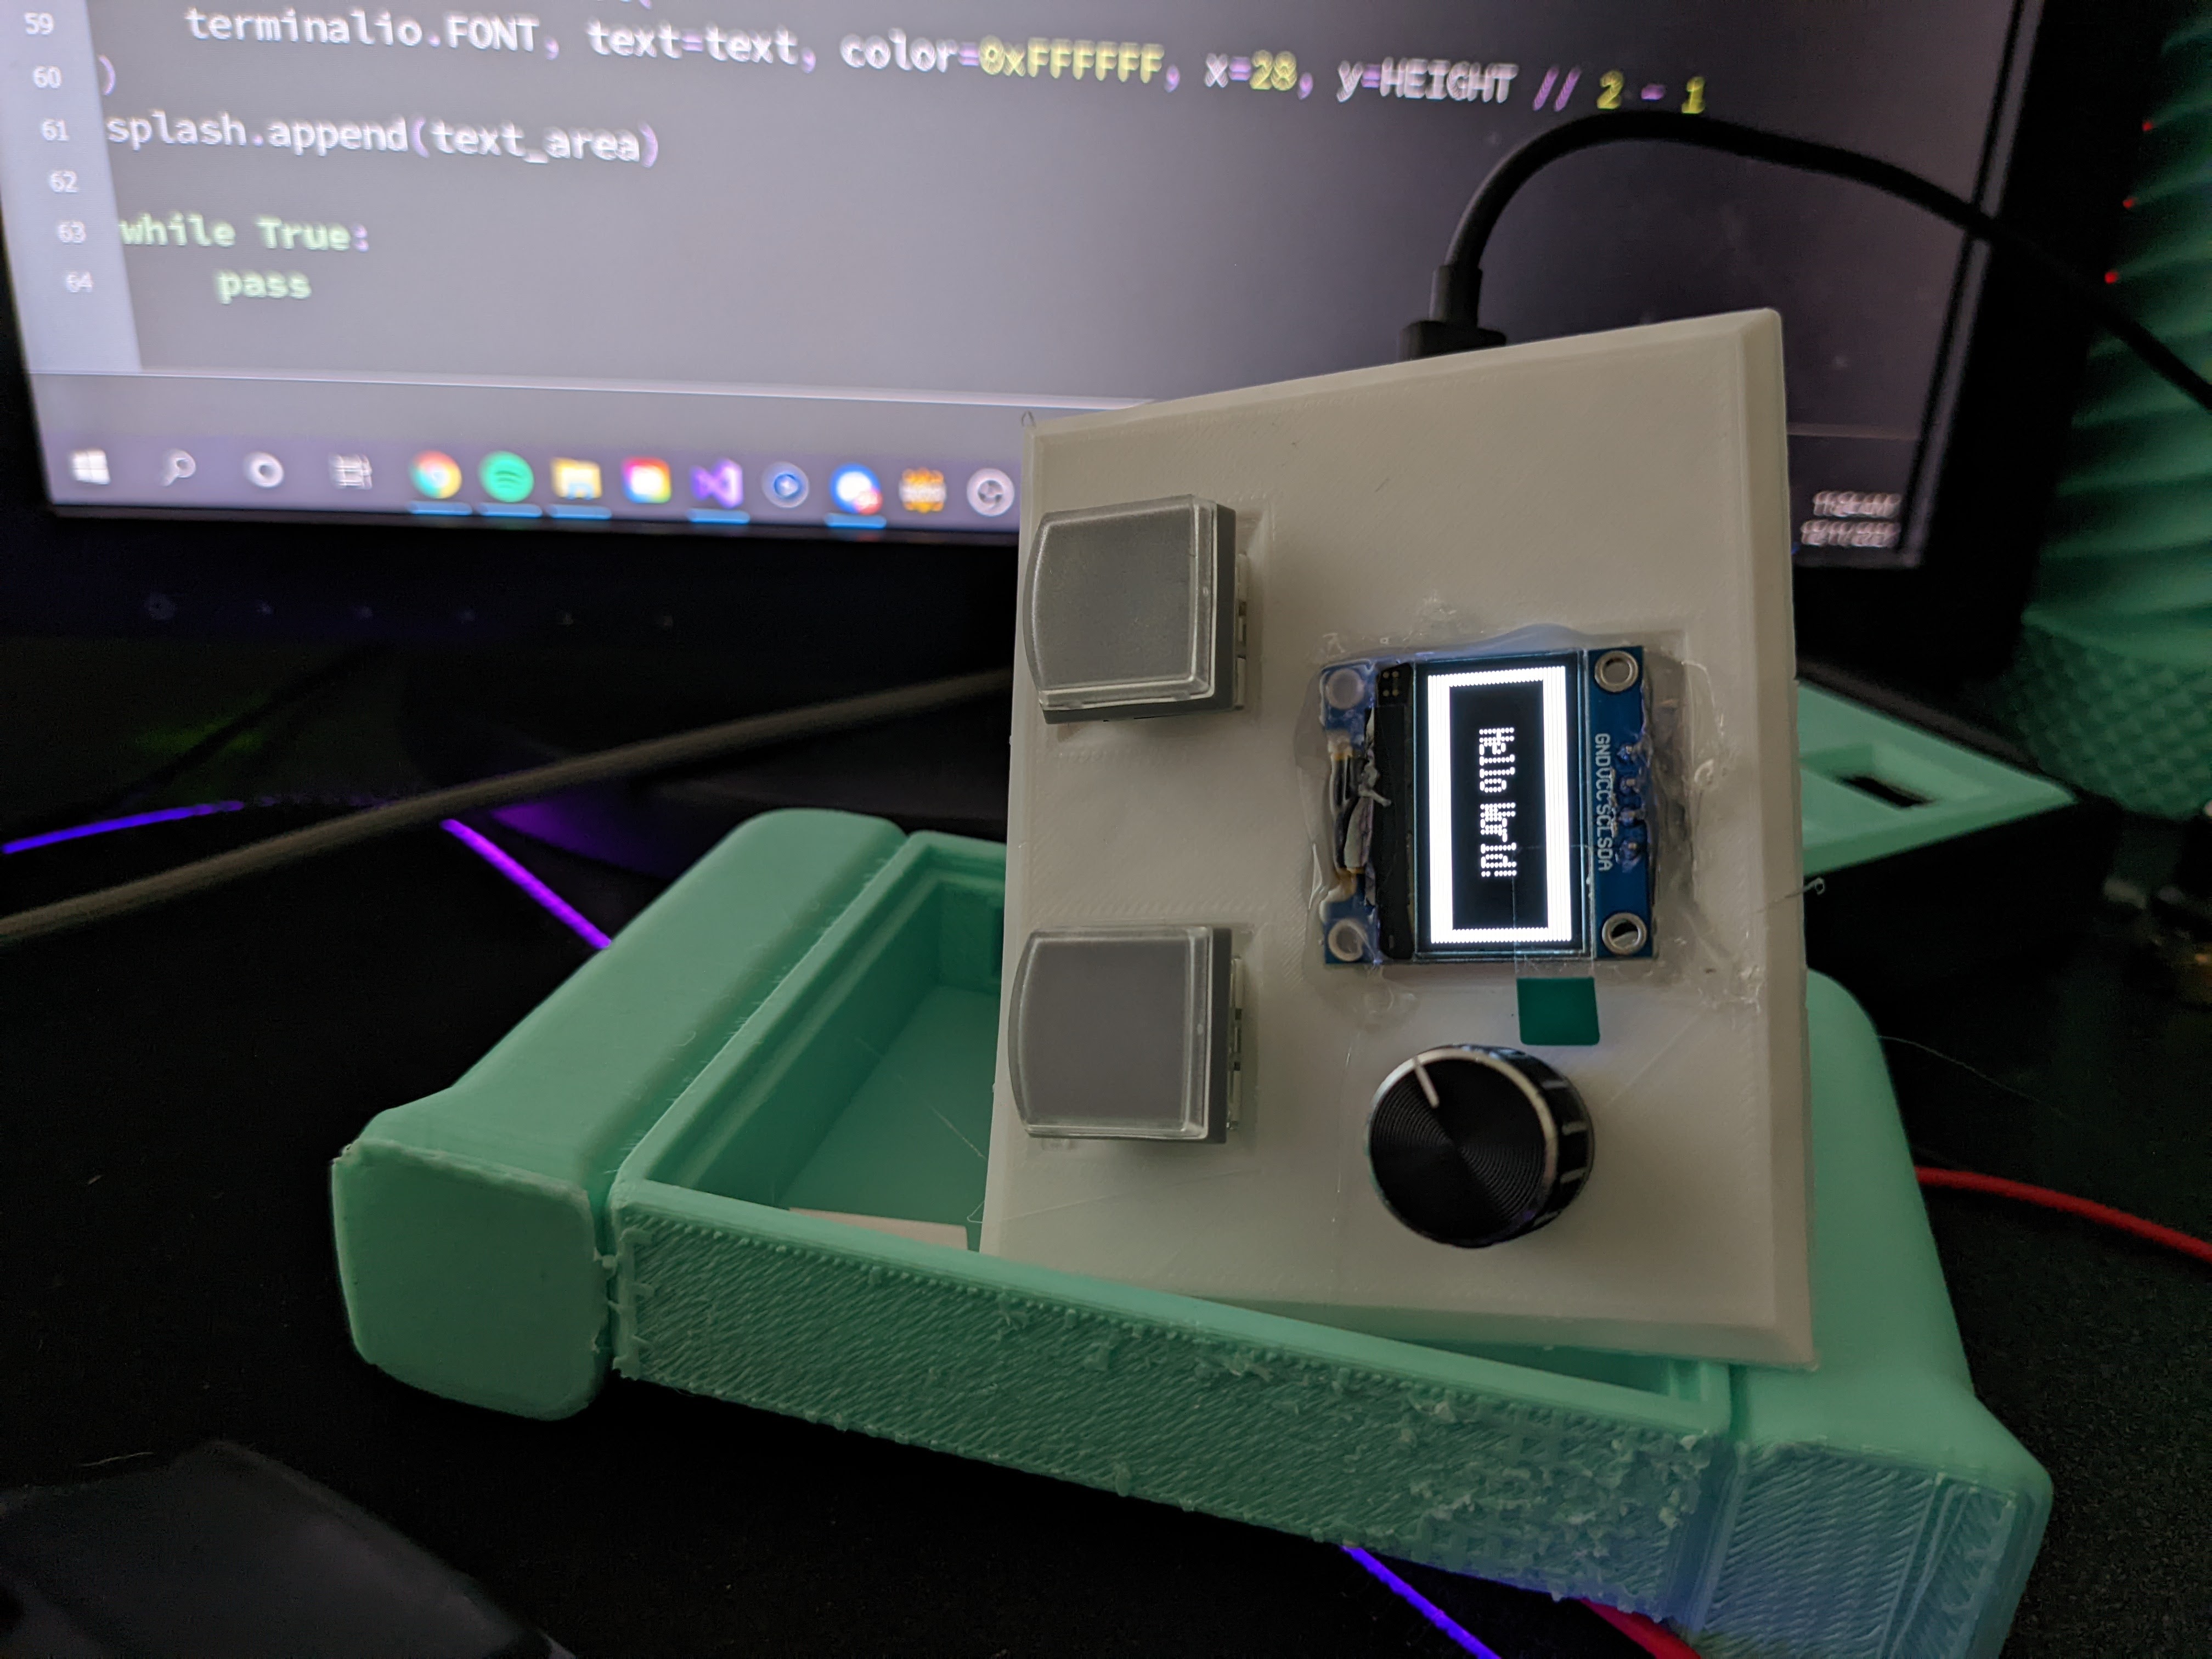 59 terminalio.FONT, text=text, color=0xFFFFFF, x=28, y=HEIGHT // 2 - 1
60 )
61 splash.append(text_area)
62
63 while True:
64 pass
Hello World!
GND VCC SCL SDA